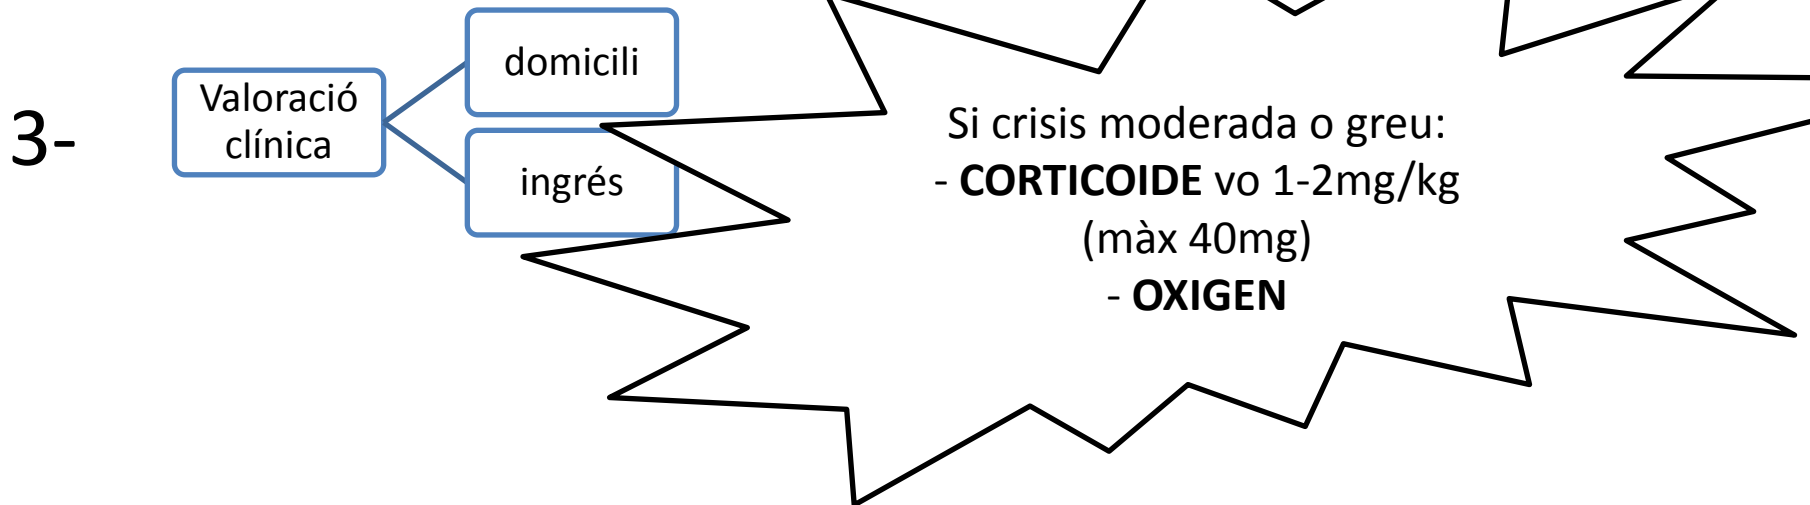 3-
Valoració
clínica
domicili
ingrés
Si crisis moderada o greu:
- CORTICOIDE vo 1-2mg/kg
(màx 40mg)
- OXIGEN